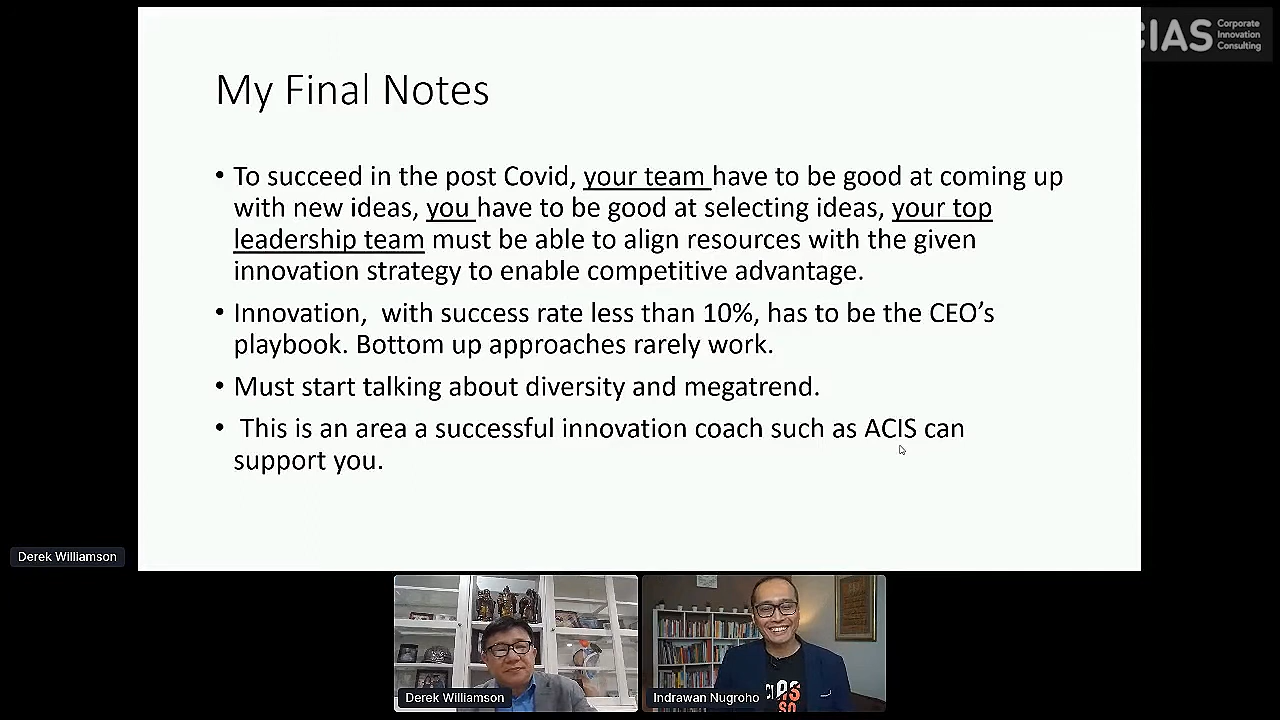 CIAS Corporate
Innovation
Consulting
My Final Notes
• To succeed in the post Covid, your team have to be good at coming up
with new ideas, you have to be good at selecting ideas, your top
leadership team must be able to align resources with the given
innovation strategy to enable competitive advantage.
• Innovation, with success rate less than 10%, has to be the CEO’s
playbook. Bottom up approaches rarely work.
• Must start talking about diversity and megatrend.
• This is an area a successful innovation coach such as ACIS can
support you.
Derek Williamson
Derek Williamson
Indrawan Nugroho